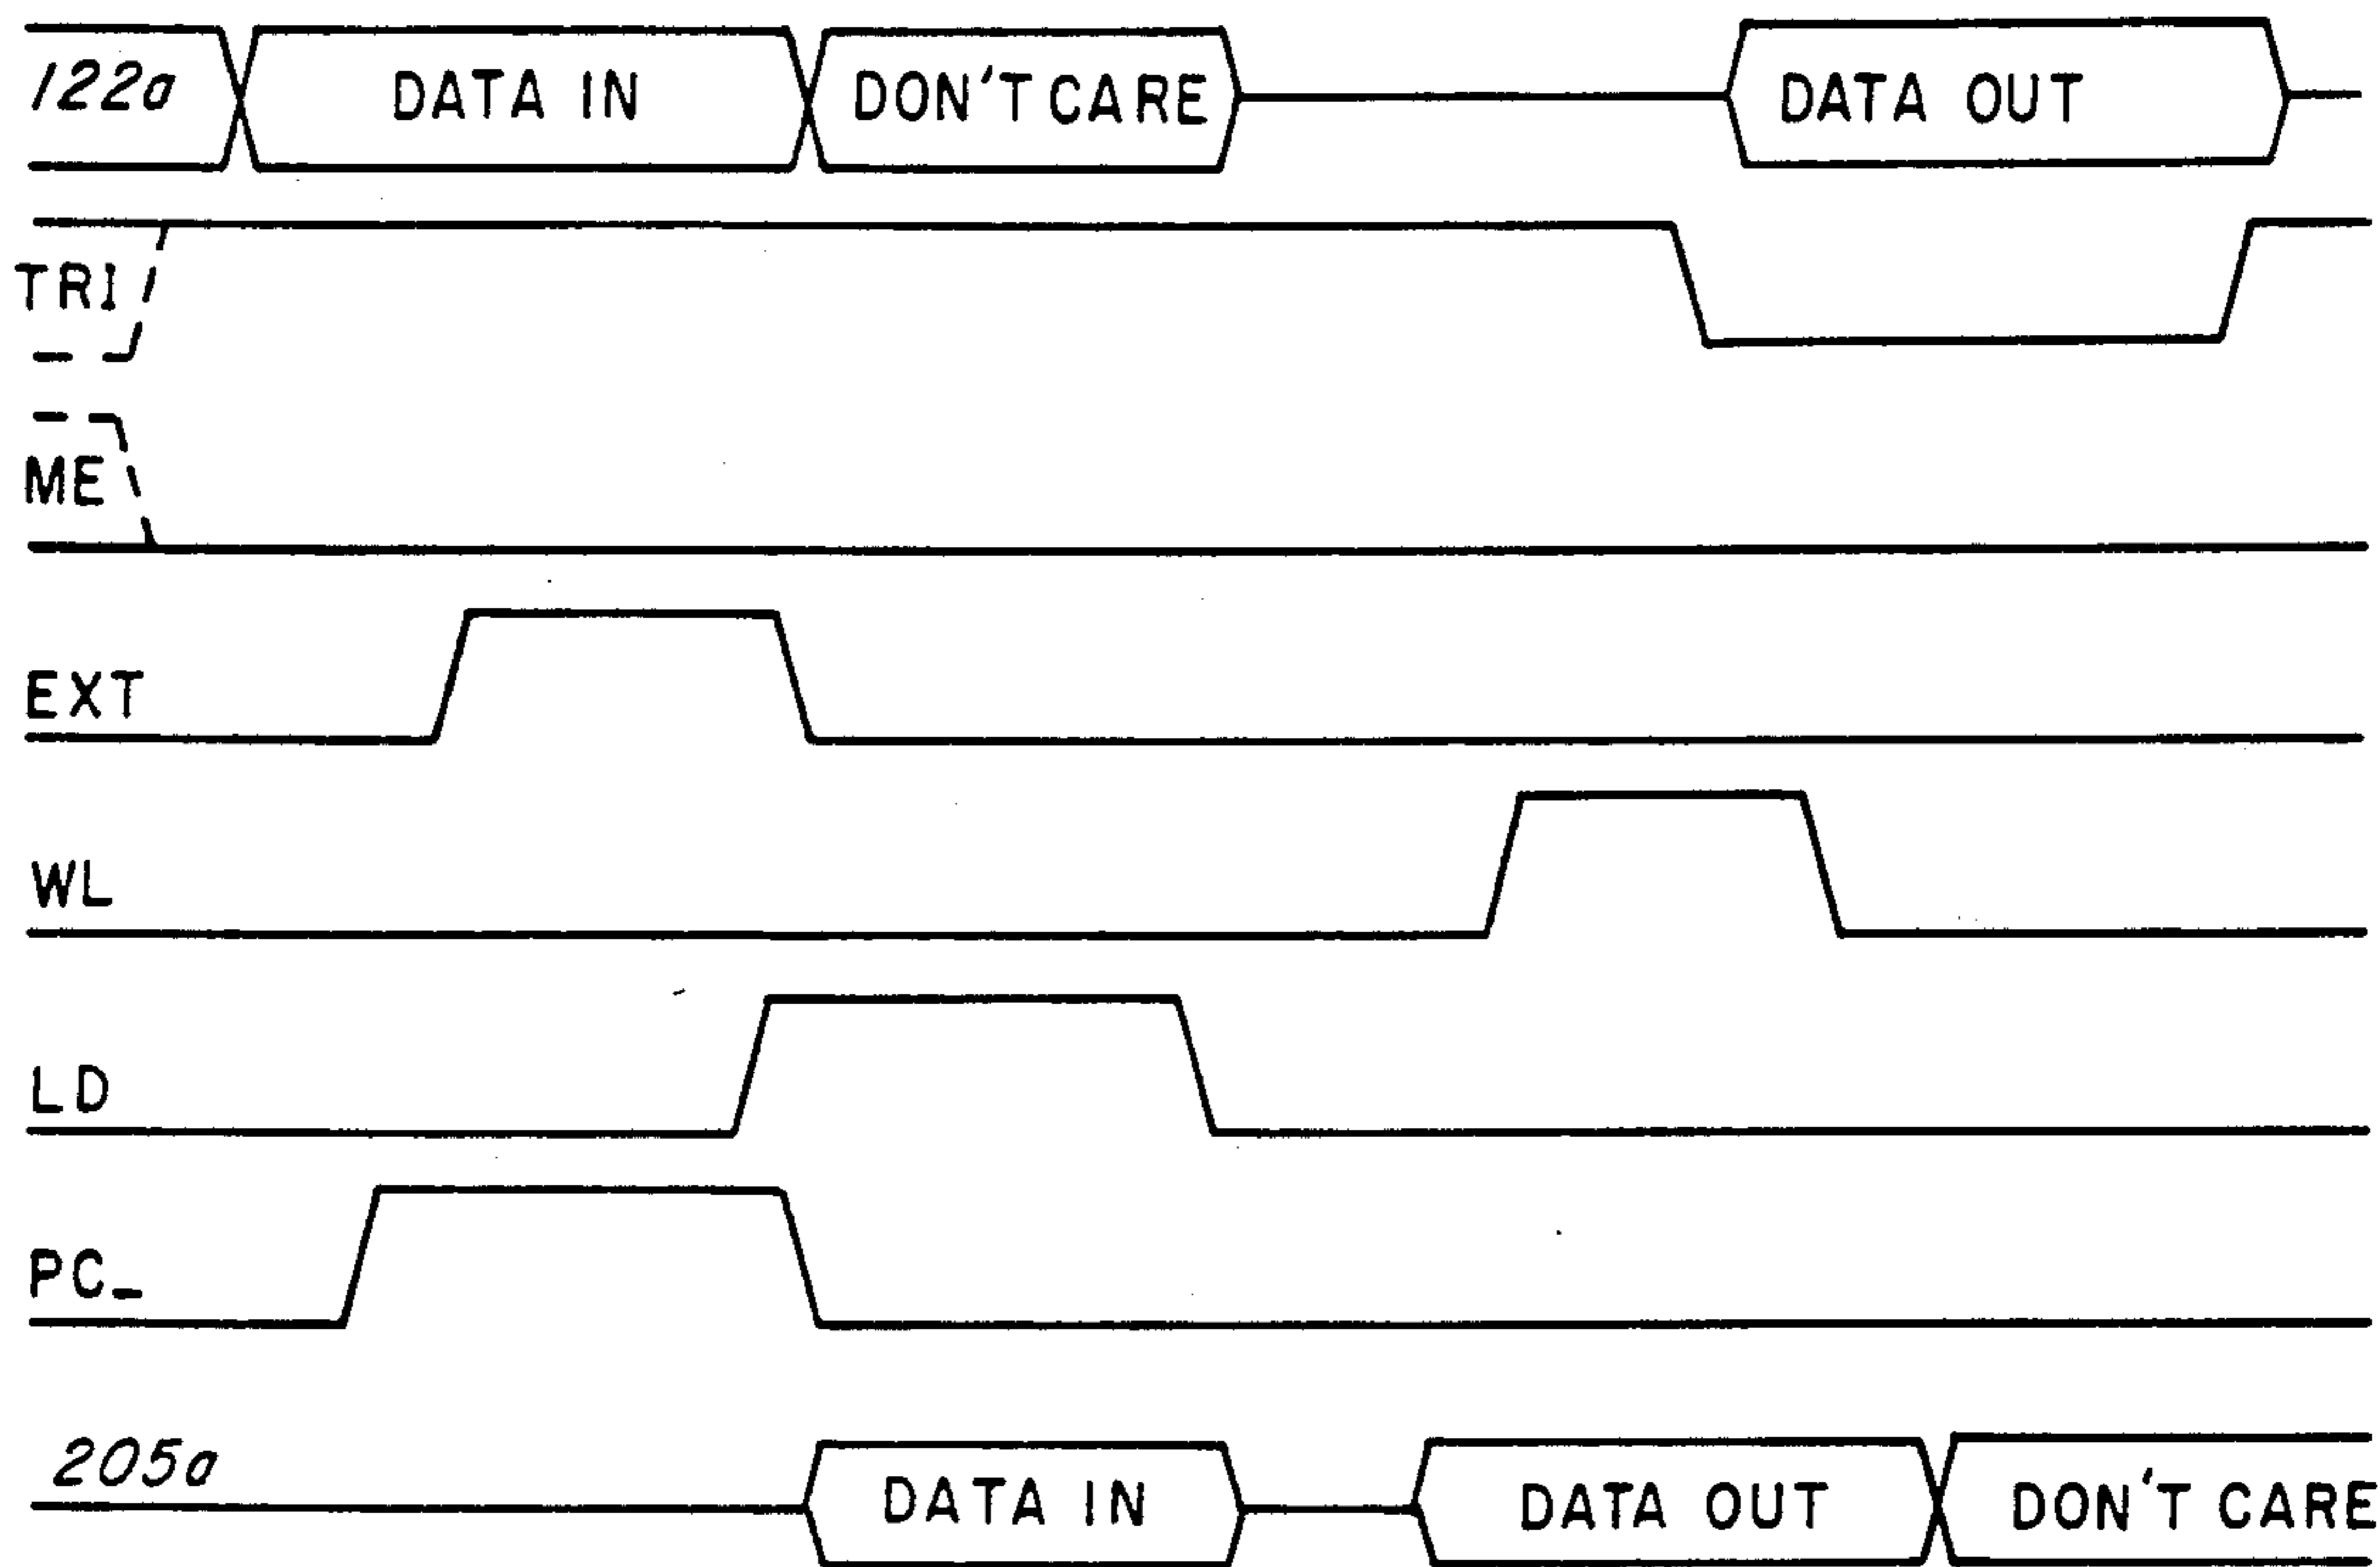 122a DATA IN DON'T CARE DATA OUT
TRI
ME
EXT
WL
LD
PC_
205a DATA IN DATA OUT DON'T CARE